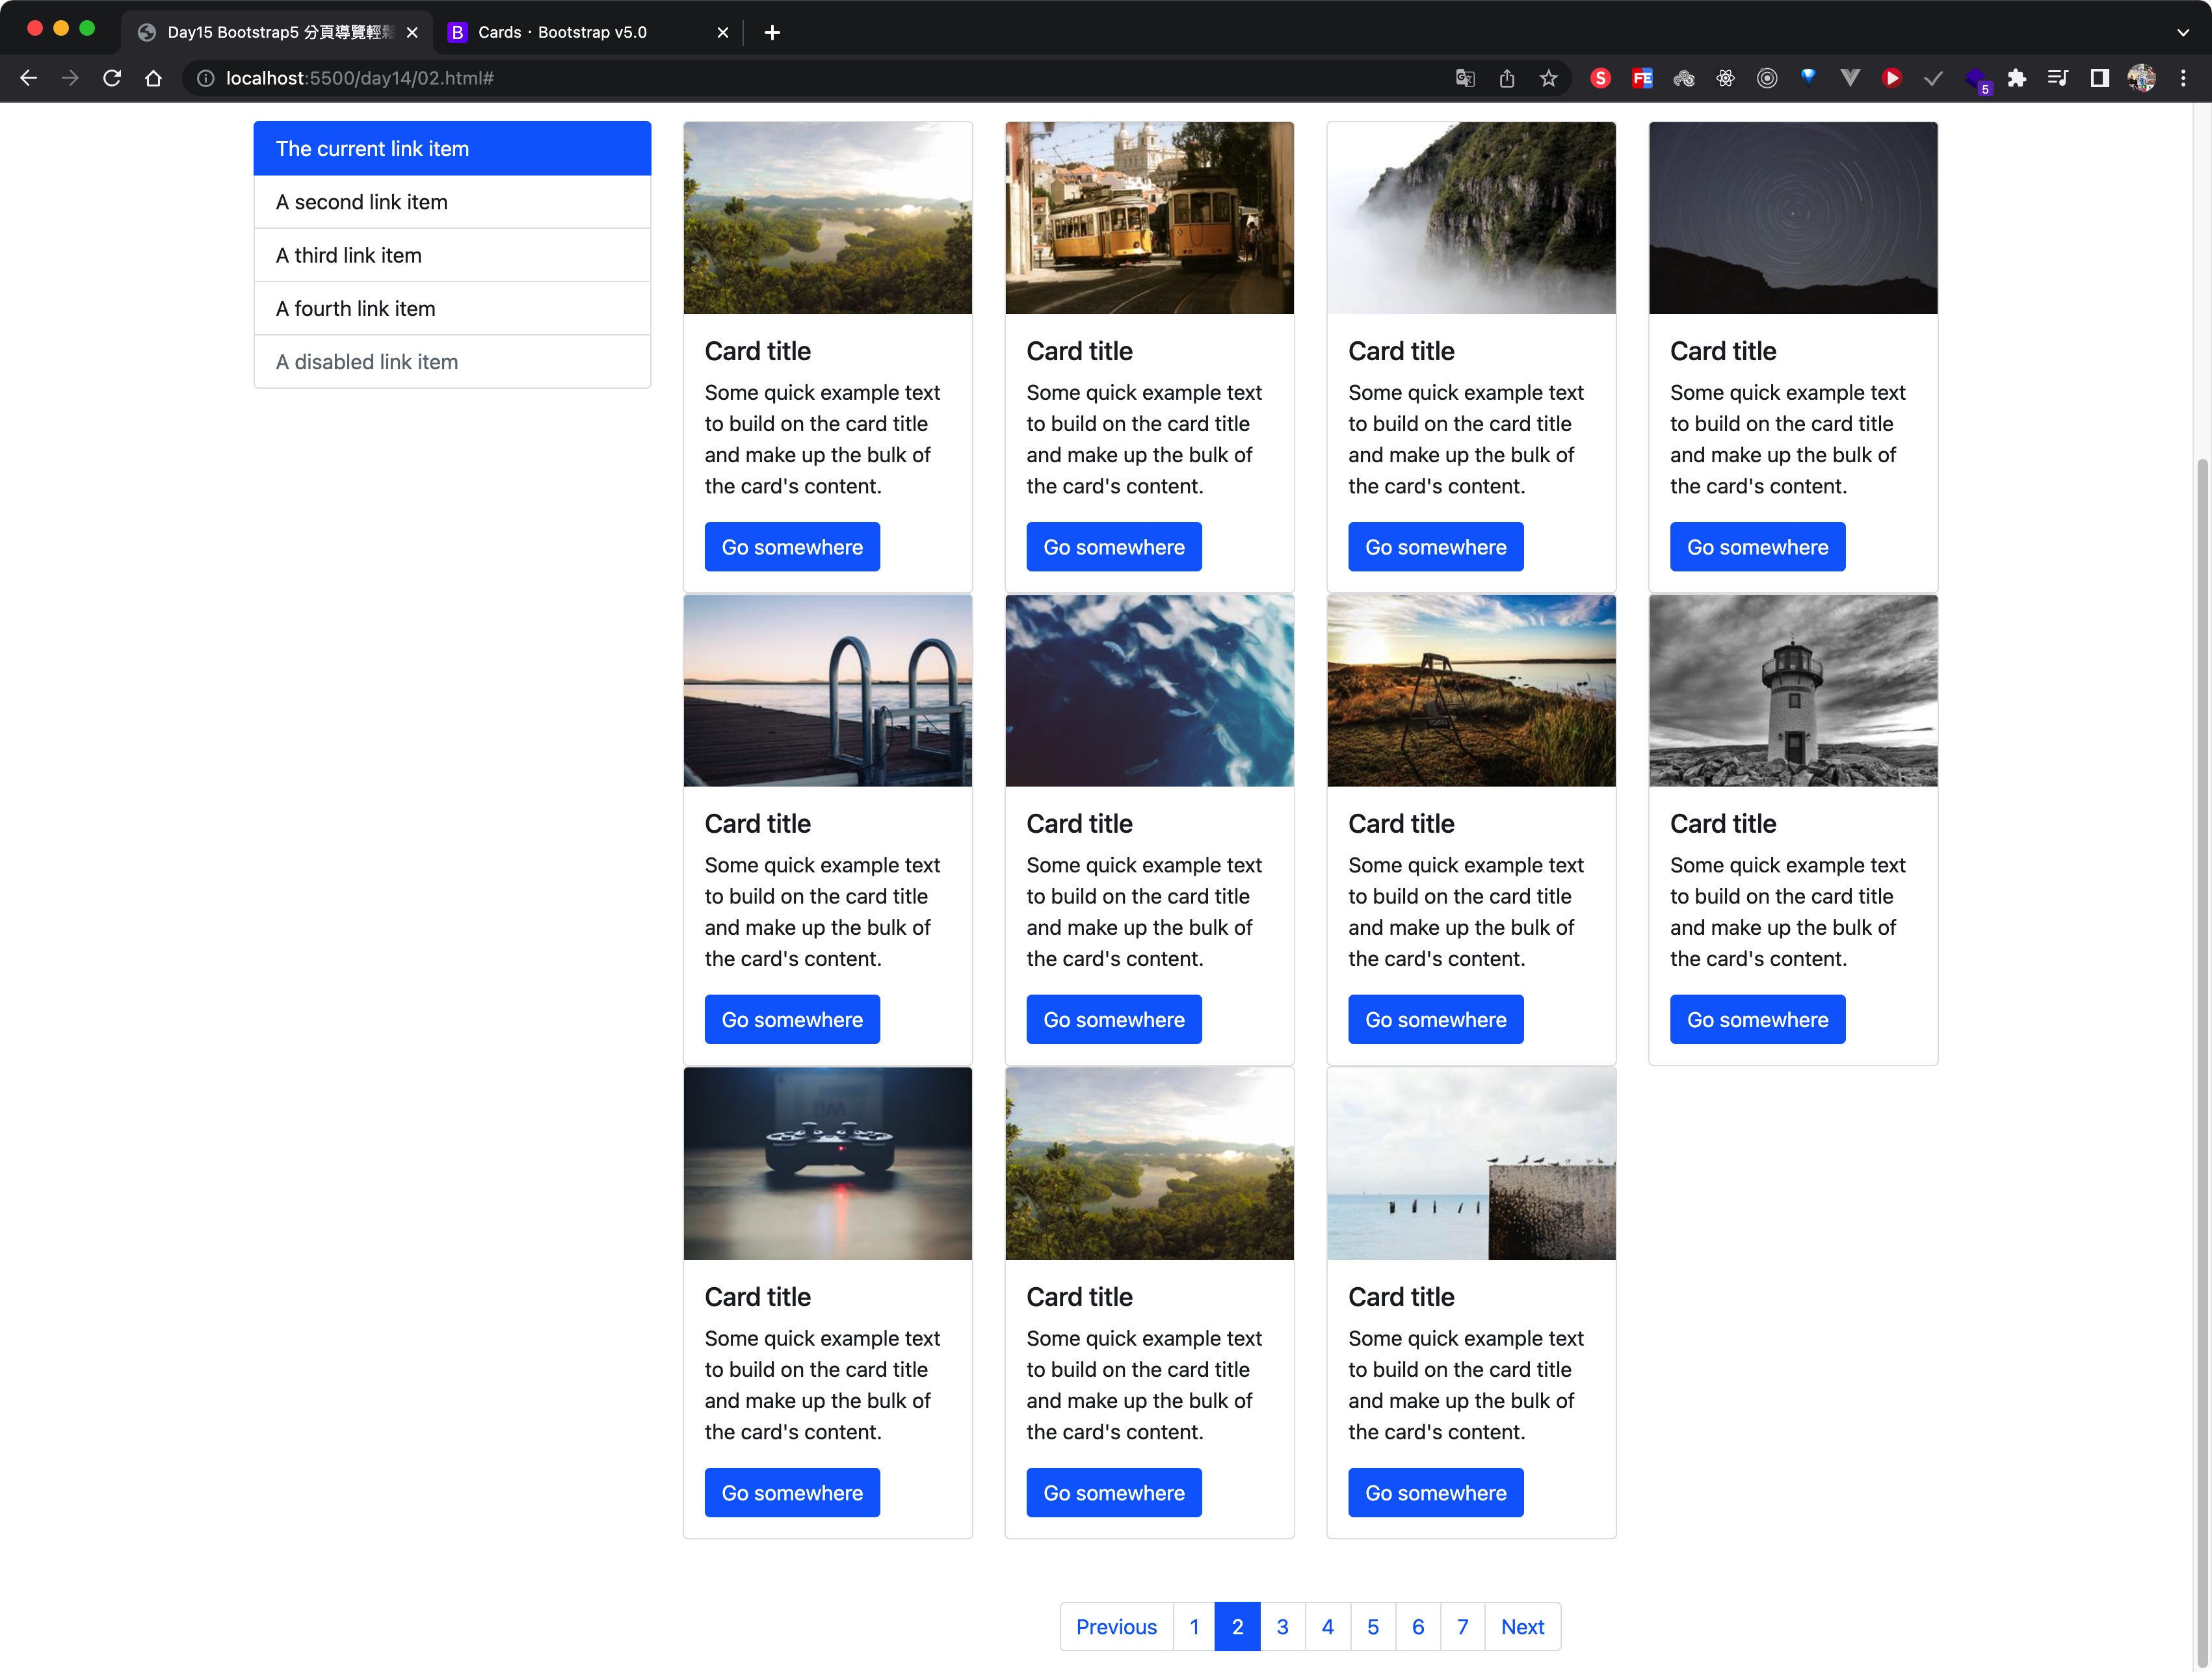 Day15 Bootstrap5 分頁導覽輕鬆
Cards · Bootstrap v5.0
localhost:5500/day14/02.html#
5
The current link item
A second link item
A third link item
A fourth link item
A disabled link item
Card title
Some quick example text
to build on the card title
and make up the bulk of
the card's content.
Go somewhere
Card title
Some quick example text
to build on the card title
and make up the bulk of
the card's content.
Go somewhere
Card title
Some quick example text
to build on the card title
and make up the bulk of
the card's content.
Go somewhere
Card title
Some quick example text
to build on the card title
and make up the bulk of
the card's content.
Go somewhere
Card title
Some quick example text
to build on the card title
and make up the bulk of
the card's content.
Go somewhere
Card title
Some quick example text
to build on the card title
and make up the bulk of
the card's content.
Go somewhere
Card title
Some quick example text
to build on the card title
and make up the bulk of
the card's content.
Go somewhere
Card title
Some quick example text
to build on the card title
and make up the bulk of
the card's content.
Go somewhere
Card title
Some quick example text
to build on the card title
and make up the bulk of
the card's content.
Go somewhere
Card title
Some quick example text
to build on the card title
and make up the bulk of
the card's content.
Go somewhere
Card title
Some quick example text
to build on the card title
and make up the bulk of
the card's content.
Go somewhere
Previous 1 2 3 4 5 6 7 Next